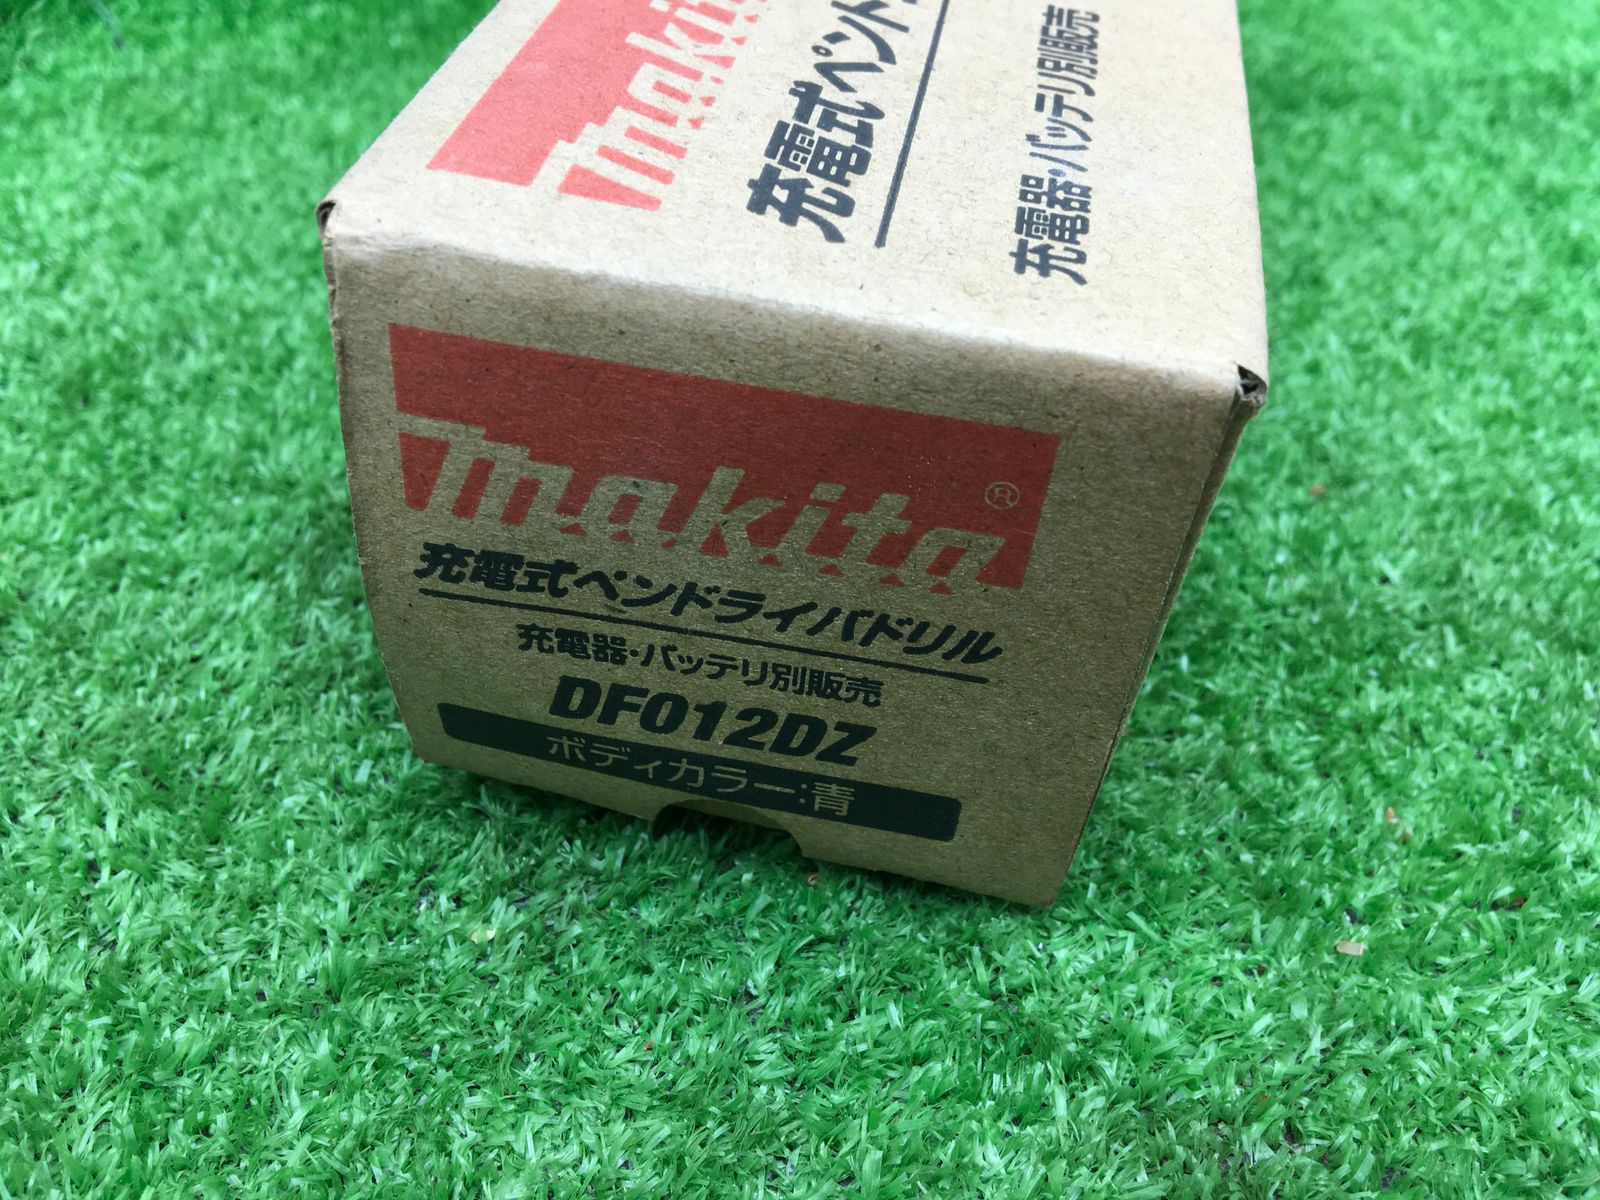 makit
充電式ペント
充電器・バッテリ別販売
makita®
充電式ペンドライバドリル
充電器・バッテリ別販売
DF012DZ
ボディカラー:青